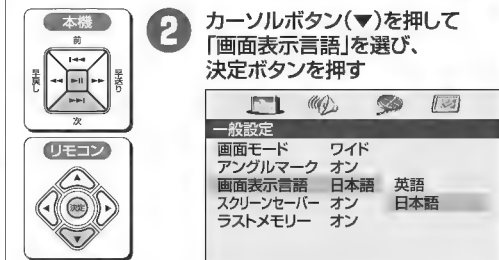 本機
前
早戻し
早送り
次
リモコン
決定
2
カーソルボタン(▼)を押して
「画面表示言語」を選び、
決定ボタンを押す
一般設定
画面モード ワイド
アングルマーク オン
画面表示言語 日本語 英語
スクリーンセーバー オン 日本語
ラストメモリー オン